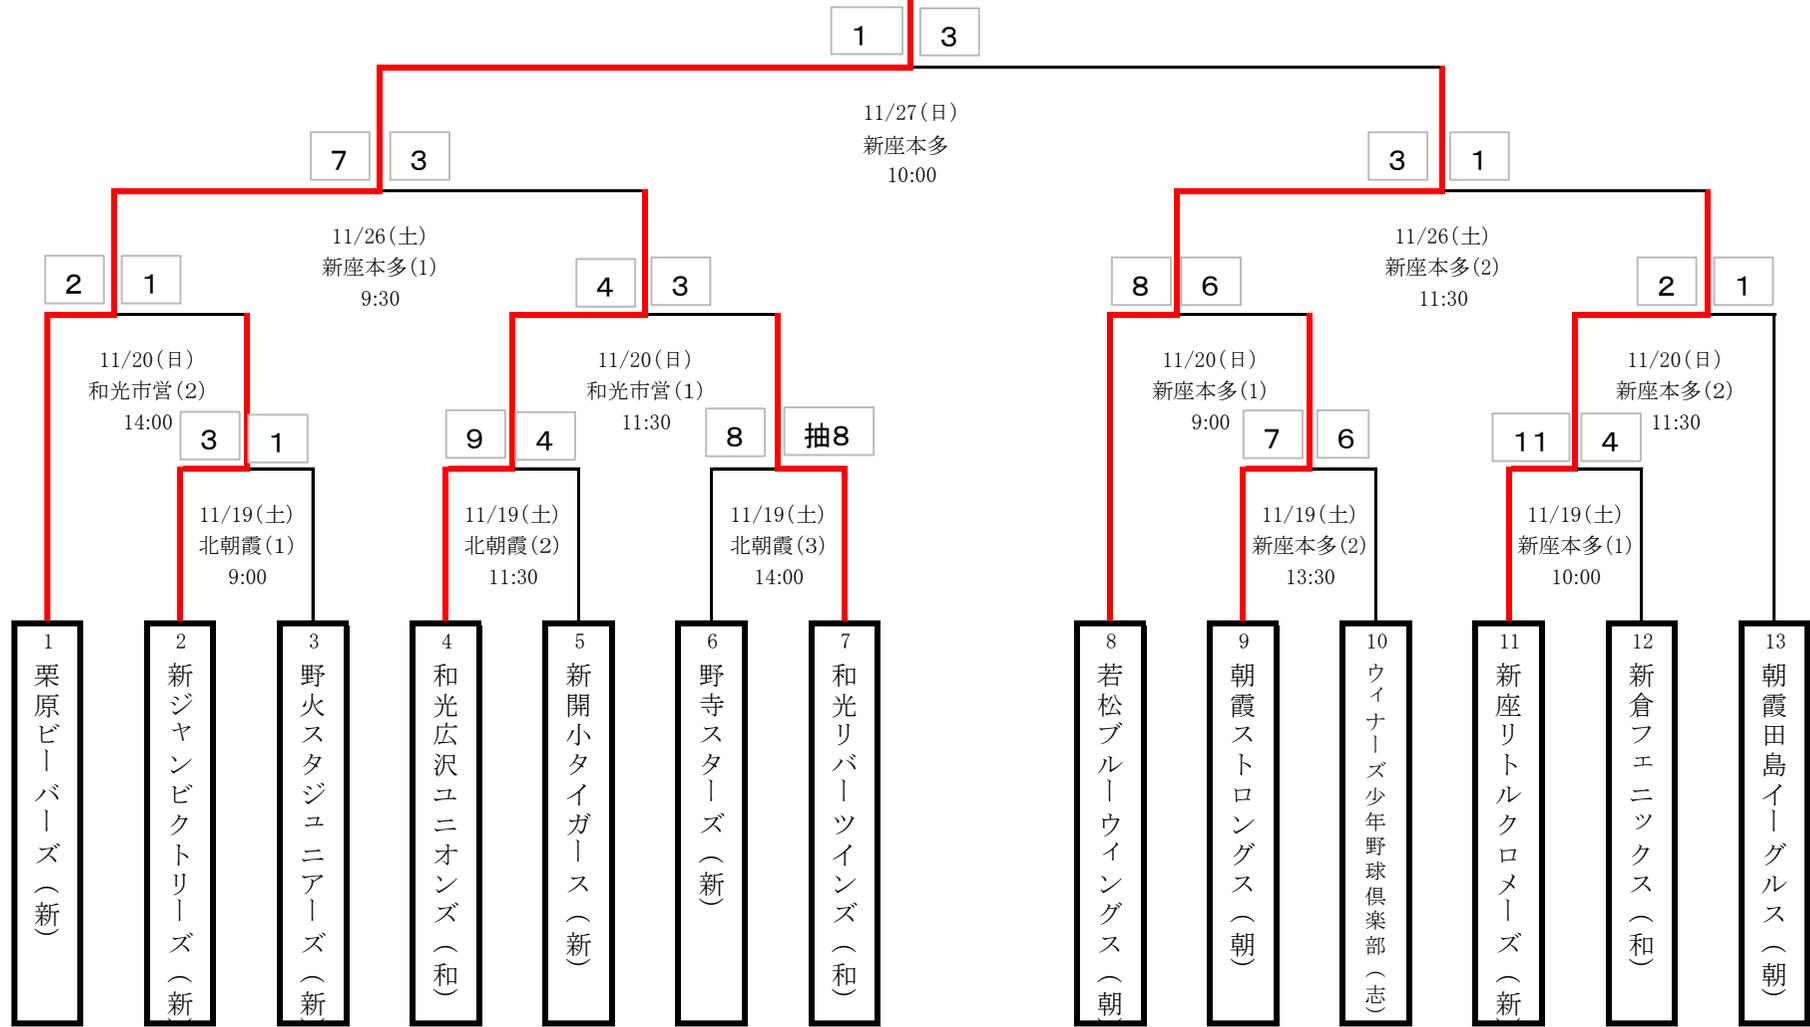 1 3
11/27(日)
新座本多
10:00
7 3
3 1
11/26(土)
新座本多(1)
9:30
11/26(土)
新座本多(2)
11:30
2 1
4 3
8 6
2 1
11/20(日)
和光市営(2)
14:00
11/20(日)
和光市営(1)
11:30
11/20(日)
新座本多(1)
9:00
11/20(日)
新座本多(2)
11:30
3 1
9 4
8 抽8
7 6
11 4
11/19(土)
北朝霞(1)
9:00
11/19(土)
北朝霞(2)
11:30
11/19(土)
北朝霞(3)
14:00
11/19(土)
新座本多(2)
13:30
11/19(土)
新座本多(1)
10:00
1
栗原ビーバーズ(新)
2
新ジャンビクトリーズ(新)
3
野火スタジュニアーズ(新)
4
和光広沢ユニオンズ(和)
5
新開小タイガース(新)
6
野寺スターズ(新)
7
和光リバーツインズ(和)
8
若松ブルーウィングス(朝)
9
朝霞ストロングス(朝)
10
ウィナーズ少年野球倶楽部(志)
11
新座リトルクロメーズ(新)
12
新倉フェニックス(和)
13
朝霞田島イーグルス(朝)